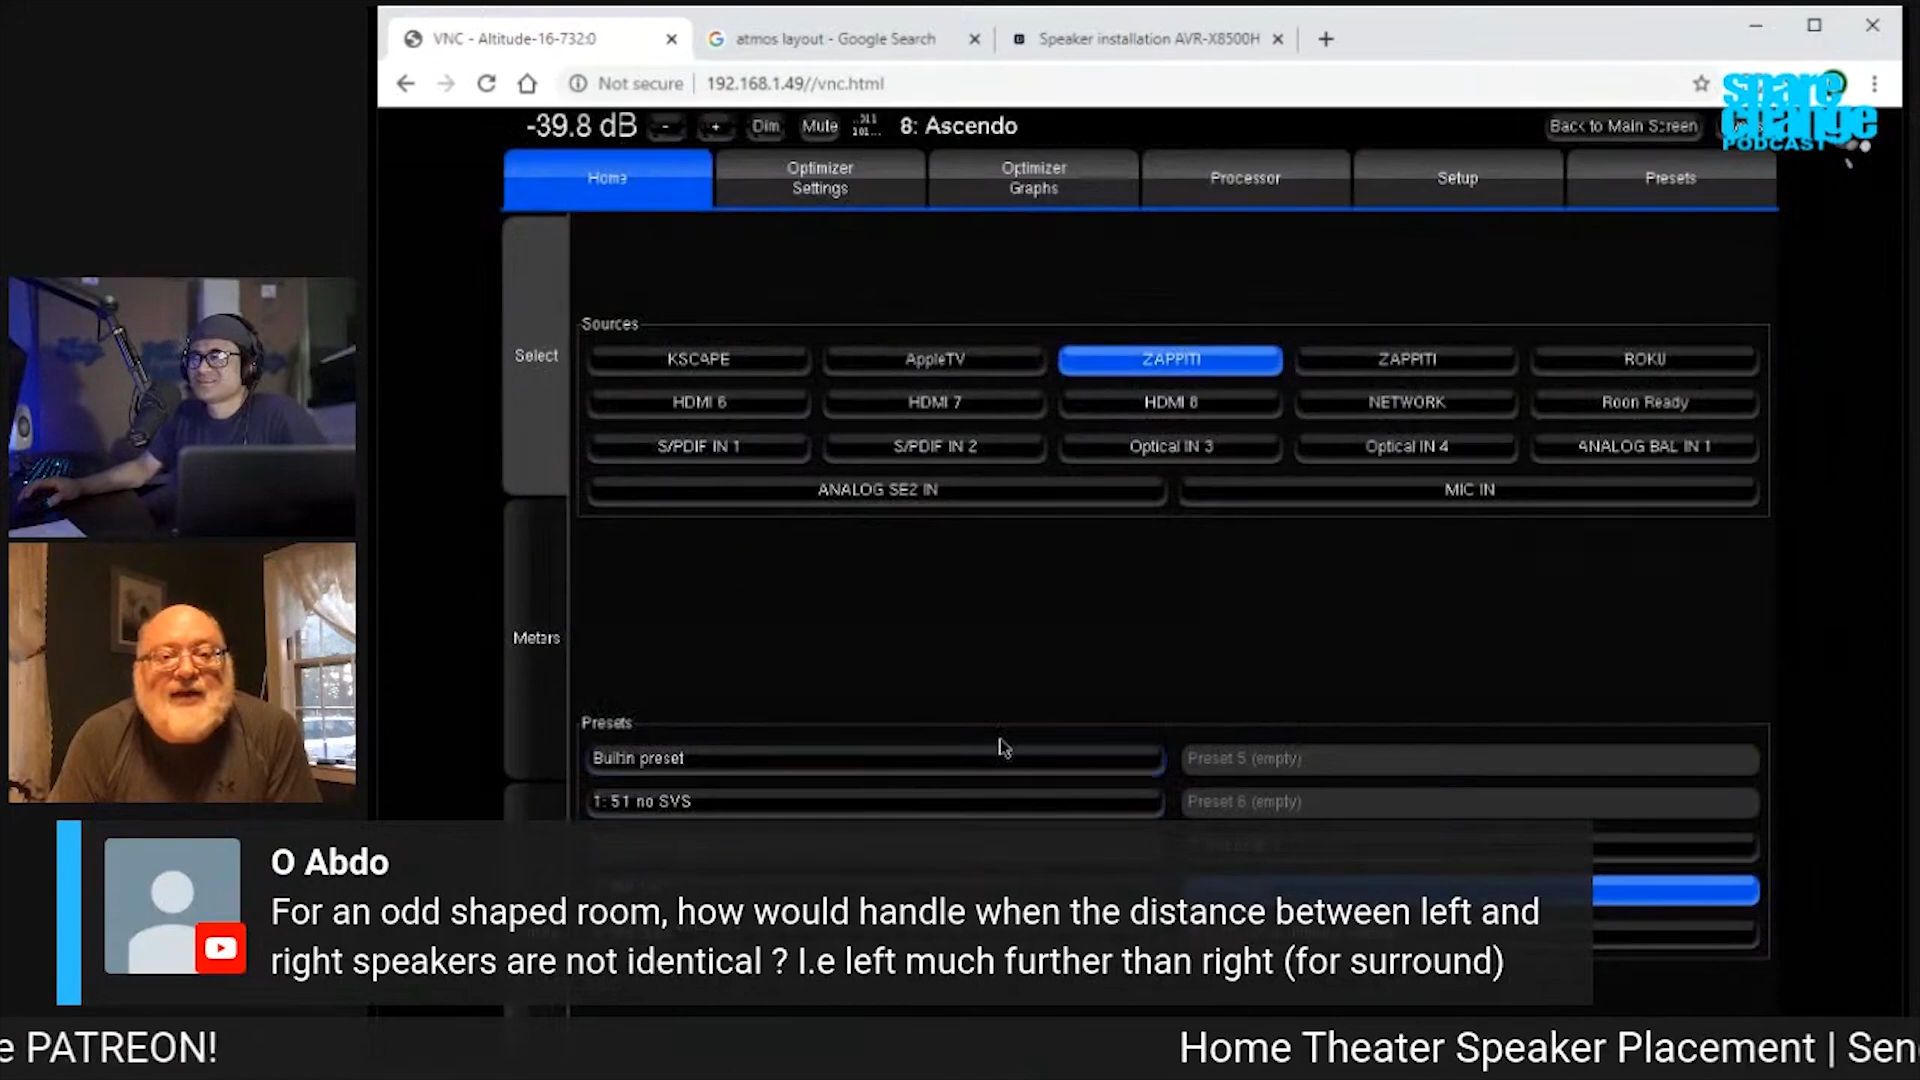 VNC - Altitude-16-732:0
atmos layout - Google Search
Speaker installation AVR-X8500H
Not secure
192.168.1.49//vnc.html
spare
change
PODCAST
-39.8 dB
-
+
Dim
Mute
8: Ascendo
Back to Main Screen
Home
Optimizer
Settings
Optimizer
Graphs
Processor
Setup
Presets
Select
Meters
Sources
KSCAPE
AppleTV
ZAPPITI
ZAPPITI
ROKU
HDMI 6
HDMI 7
HDMI 8
NETWORK
Roon Ready
S/PDIF IN 1
S/PDIF IN 2
Optical IN 3
Optical IN 4
ANALOG BAL IN 1
ANALOG SE2 IN
MIC IN
Presets
Builtin preset
Preset 5 (empty)
1: 51 no SVS
Preset 6 (empty)
O Abdo
For an odd shaped room, how would handle when the distance between left and
right speakers are not identical ? I.e left much further than right (for surround)
e PATREON!
Home Theater Speaker Placement | Sen